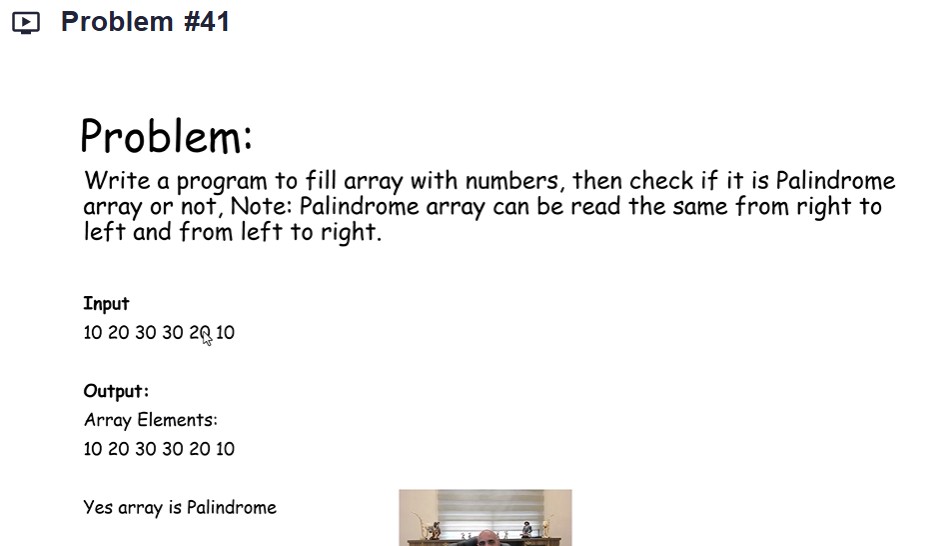 Problem #41
Problem:
Write a program to fill array with numbers, then check if it is Palindrome
array or not, Note: Palindrome array can be read the same from right to
left and from left to right.
Input
10 20 30 30 20 10
Output:
Array Elements:
10 20 30 30 20 10
Yes array is Palindrome